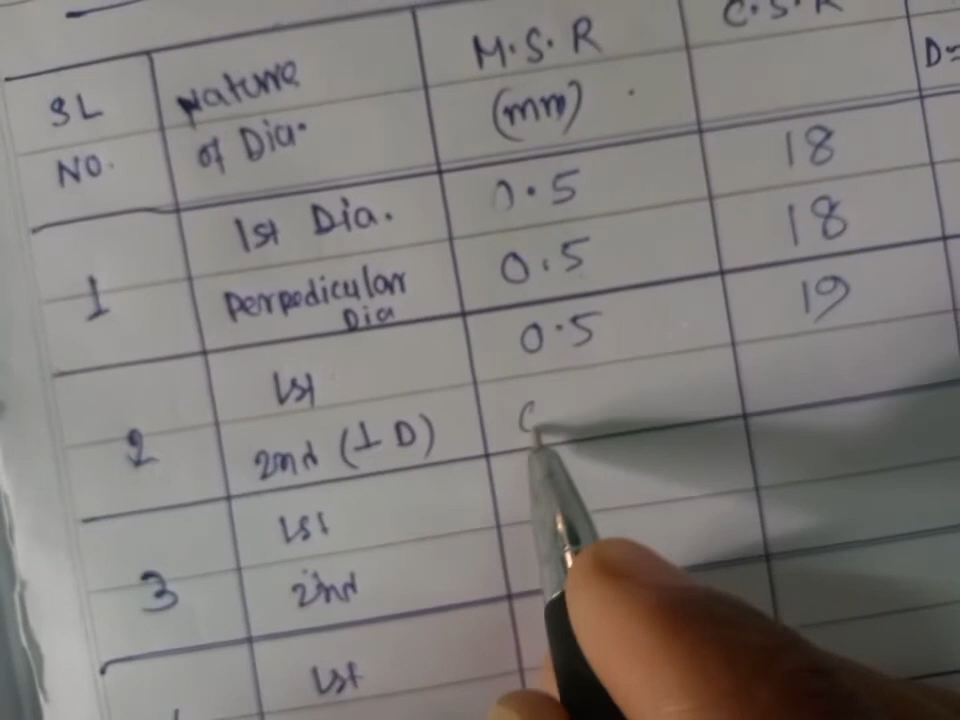 SL NO. Nature of Dia. M.S.R (mm) C.S.R D=
1 1st Dia. 0.5 18
Perpedicular Dia 0.5 18
2 1st 0.5 19
2nd (⊥ D)
3 1st
2nd
1st